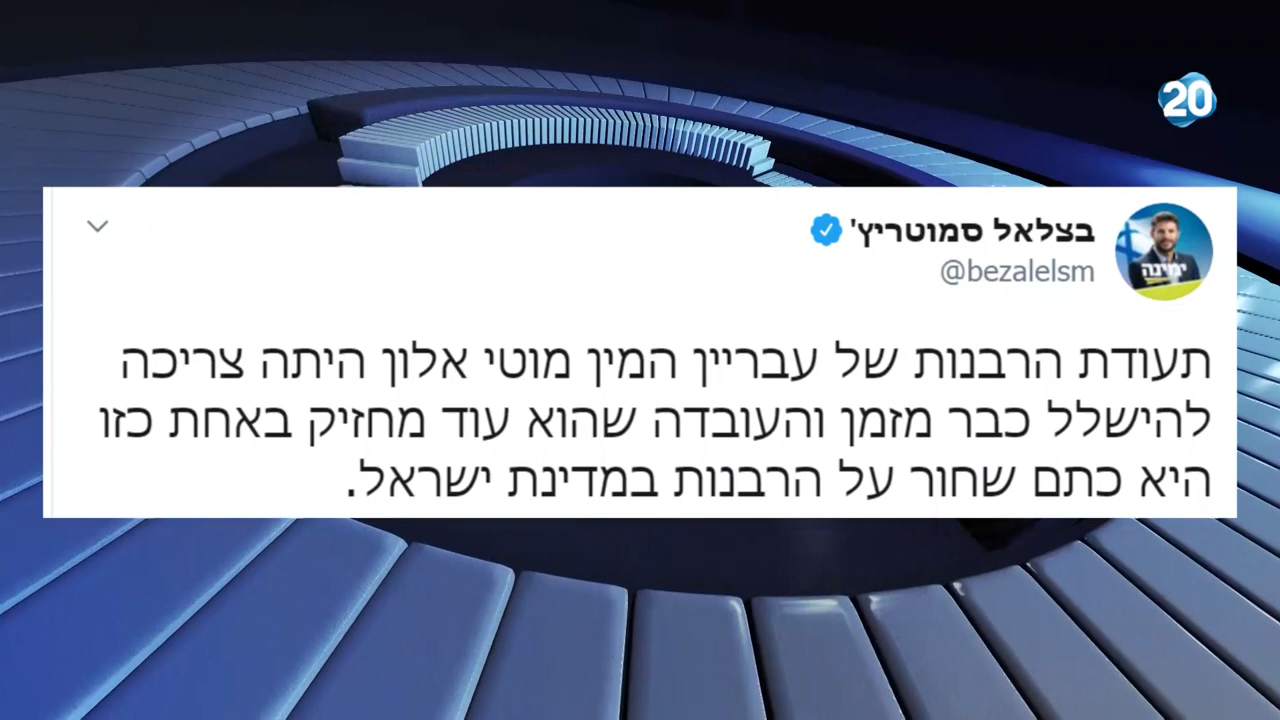 20
בצלאל סמוטריץ'
@bezalelsm
ימינה
תעודת הרבנות של עבריין המין מוטי אלון היתה צריכה
להישלל כבר מזמן והעובדה שהוא עוד מחזיק באחת כזו
היא כתם שחור על הרבנות במדינת ישראל.